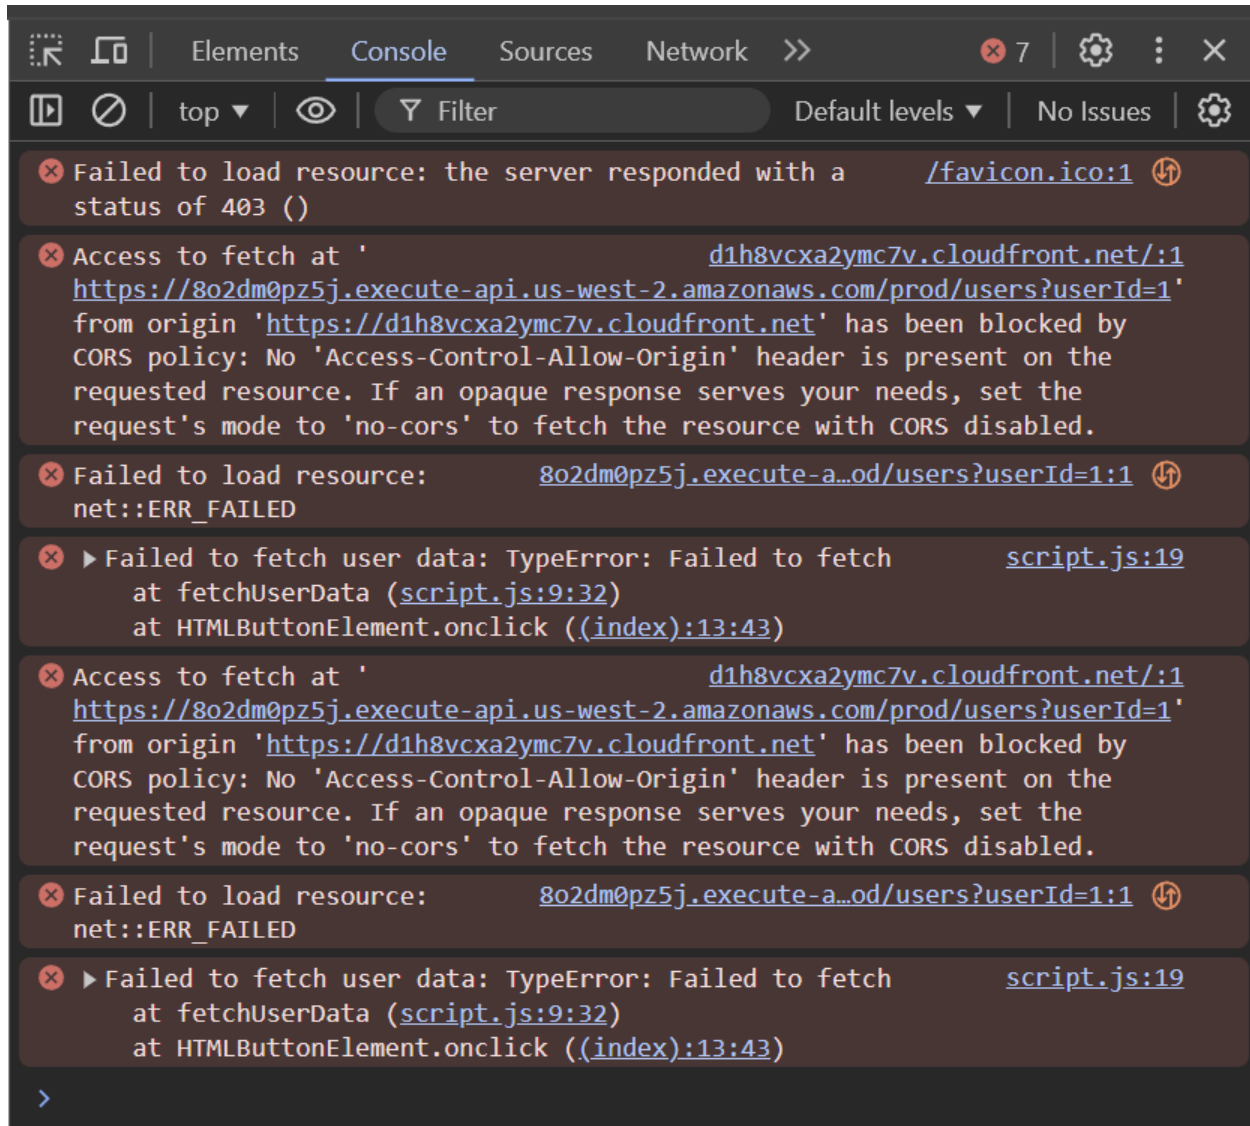 Elements Console Sources Network 7
top Filter Default levels No Issues
Failed to load resource: the server responded with a /favicon.ico:1
status of 403 ()
Access to fetch at ' d1h8vcxa2ymc7v.cloudfront.net/:1
https://8o2dm0pz5j.execute-api.us-west-2.amazonaws.com/prod/users?userId=1'
from origin 'https://d1h8vcxa2ymc7v.cloudfront.net' has been blocked by
CORS policy: No 'Access-Control-Allow-Origin' header is present on the
requested resource. If an opaque response serves your needs, set the
request's mode to 'no-cors' to fetch the resource with CORS disabled.
Failed to load resource: 8o2dm0pz5j.execute-a…od/users?userId=1:1
net::ERR_FAILED
Failed to fetch user data: TypeError: Failed to fetch script.js:19
at fetchUserData (script.js:9:32)
at HTMLButtonElement.onclick ((index):13:43)
Access to fetch at ' d1h8vcxa2ymc7v.cloudfront.net/:1
https://8o2dm0pz5j.execute-api.us-west-2.amazonaws.com/prod/users?userId=1'
from origin 'https://d1h8vcxa2ymc7v.cloudfront.net' has been blocked by
CORS policy: No 'Access-Control-Allow-Origin' header is present on the
requested resource. If an opaque response serves your needs, set the
request's mode to 'no-cors' to fetch the resource with CORS disabled.
Failed to load resource: 8o2dm0pz5j.execute-a…od/users?userId=1:1
net::ERR_FAILED
Failed to fetch user data: TypeError: Failed to fetch script.js:19
at fetchUserData (script.js:9:32)
at HTMLButtonElement.onclick ((index):13:43)